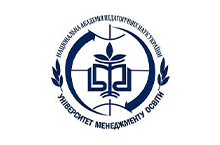 НАЦІОНАЛЬНА АКАДЕМІЯ ПЕДАГОГІЧНИХ НАУК УКРАЇНИ
УНІВЕРСИТЕТ МЕНЕДЖМЕНТУ ОСВІТИ